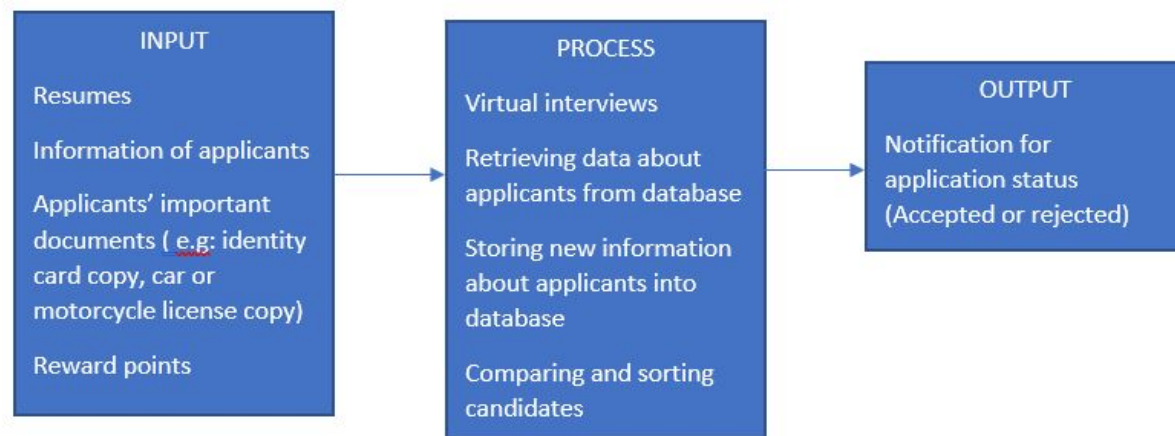 INPUT
Resumes
Information of applicants
Applicants’ important
documents ( e.g: identity
card copy, car or
motorcycle license copy)
Reward points
PROCESS
Virtual interviews
Retrieving data about
applicants from database
Storing new information
about applicants into
database
Comparing and sorting
candidates
OUTPUT
Notification for
application status
(Accepted or rejected)